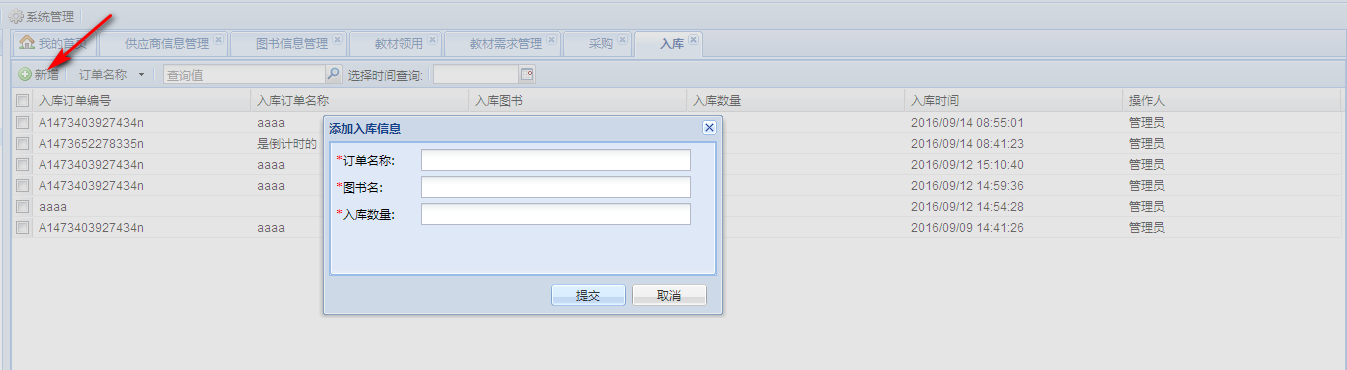 系统管理
我的首页 供应商信息管理 图书信息管理 教材领用 教材需求管理 采购 入库
新增 订单名称 查询值 选择时间查询:
入库订单编号 入库订单名称 入库图书 入库数量 入库时间 操作人
A1473403927434n aaaa 2016/09/14 08:55:01 管理员
A1473652278335n 是倒计时的 2016/09/14 08:41:23 管理员
A1473403927434n aaaa 2016/09/12 15:10:40 管理员
A1473403927434n aaaa 2016/09/12 14:59:36 管理员
aaaa 2016/09/12 14:54:28 管理员
A1473403927434n aaaa 2016/09/09 14:41:26 管理员
添加入库信息
*订单名称:
*图书名:
*入库数量:
提交 取消